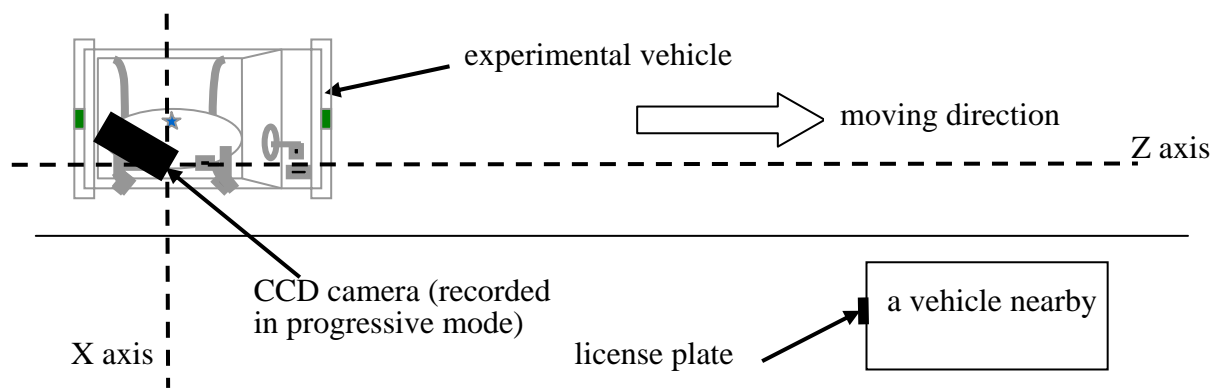 experimental vehicle
moving direction
Z axis
CCD camera (recorded
in progressive mode)
a vehicle nearby
X axis
license plate